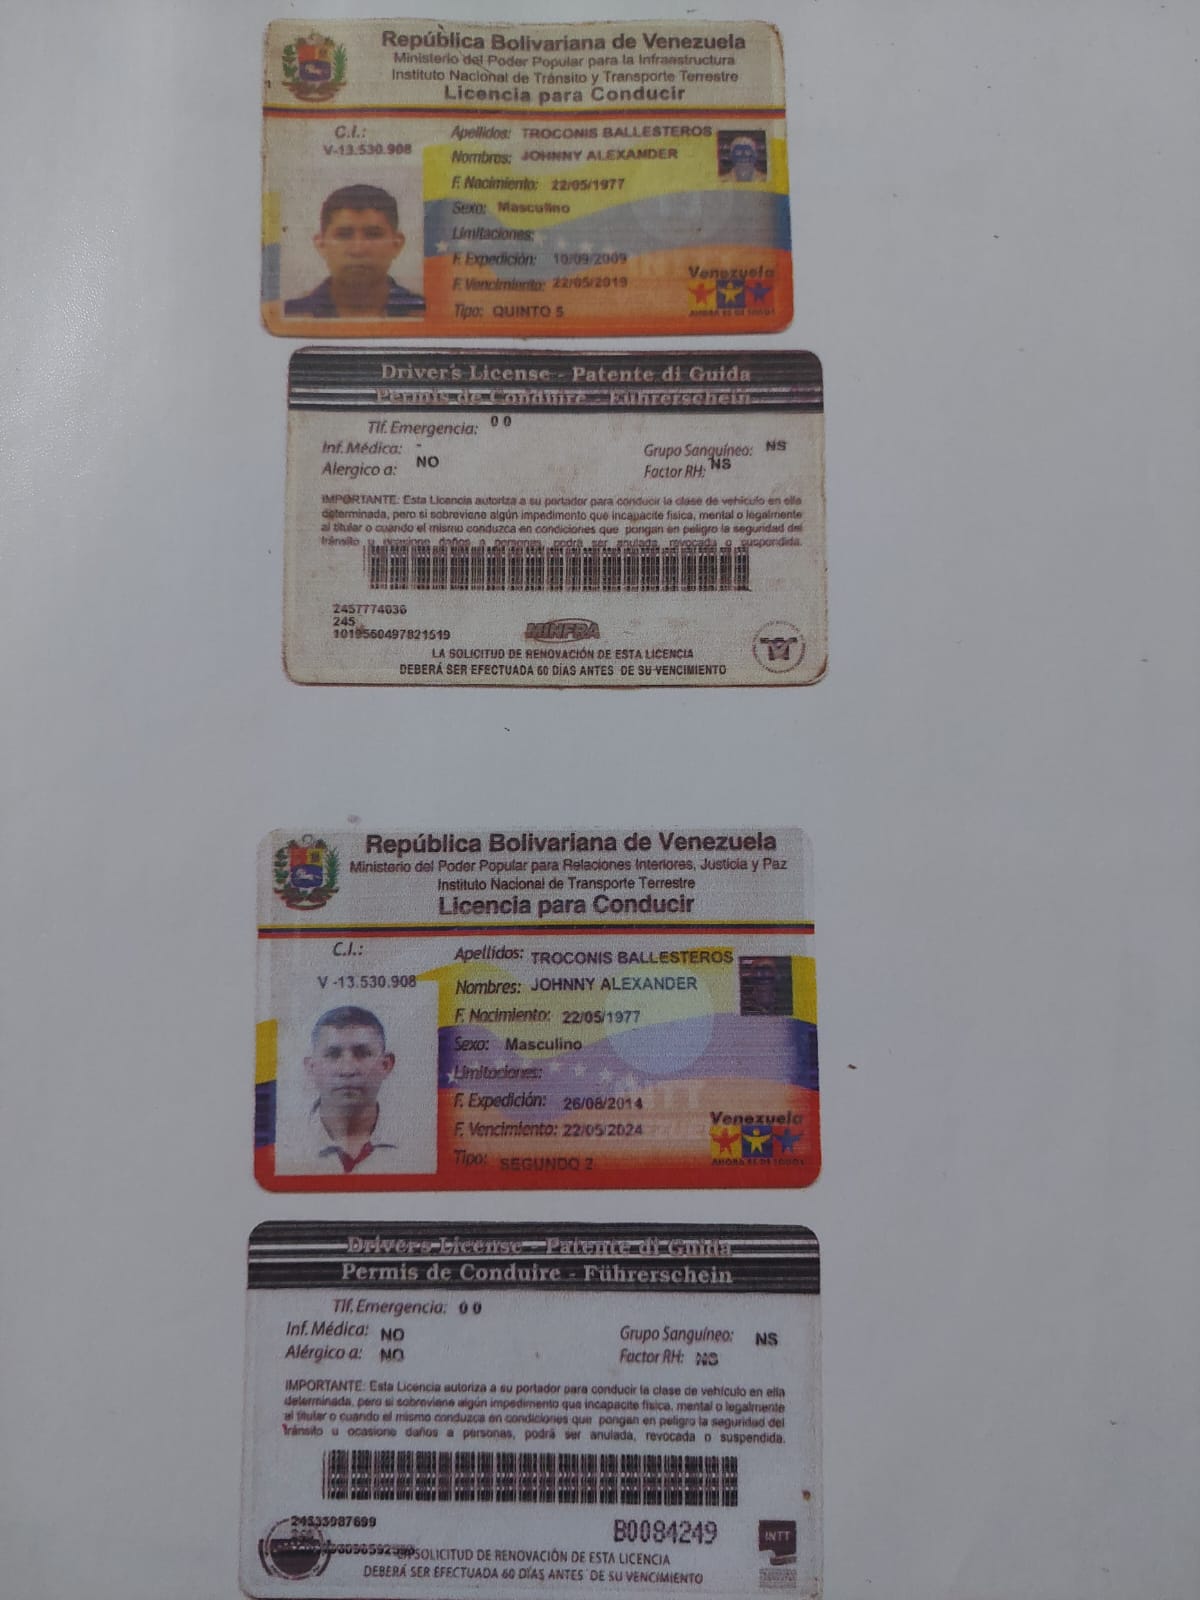 República Bolivariana de Venezuela
Ministerio del Poder Popular para la Infraestructura
Instituto Nacional de Tránsito y Transporte Terrestre
Licencia para Conducir
C.I.:
V-13.530.908
Apellidos: TROCONIS BALLESTEROS
Nombres: JOHNNY ALEXANDER
F. Nacimiento: 22/05/1977
Sexo: Masculino
Limitaciones:
F. Expedición: 10/09/2009
F. Vencimiento: 22/05/2019
Tipo: QUINTO 5
Venezuela
AHORA ES DE TODOS
Driver's License - Patente di Guida
Permis de Conduire - Führerschein
Tlf. Emergencia: 0 0
Inf. Médica: -
Alergico a: NO
Grupo Sanguíneo: NS
Factor RH: NS
IMPORTANTE: Esta Licencia autoriza a su portador para conducir la clase de vehículo en ella
determinada, pero si sobreviene algún impedimento que incapacite física, mental o legalmente
al titular o cuando el mismo conduzca en condiciones que pongan en peligro la seguridad del
tránsito u ocasione daños a personas, podrá ser anulada, revocada o suspendida.
2457774036
245
1019560497821519
MINFRA
LA SOLICITUD DE RENOVACIÓN DE ESTA LICENCIA
DEBERÁ SER EFECTUADA 60 DÍAS ANTES DE SU VENCIMIENTO
República Bolivariana de Venezuela
Ministerio del Poder Popular para Relaciones Interiores, Justicia y Paz
Instituto Nacional de Transporte Terrestre
Licencia para Conducir
C.I.:
V -13.530.908
Apellidos: TROCONIS BALLESTEROS
Nombres: JOHNNY ALEXANDER
F. Nacimiento: 22/05/1977
Sexo: Masculino
Limitaciones:
F. Expedición: 26/08/2014
F. Vencimiento: 22/05/2024
Tipo: SEGUNDO 2
Venezuela
AHORA ES DE TODOS
Drivers License - Patente di Guida
Permis de Conduire - Führerschein
Tlf. Emergencia: 0 0
Inf. Médica: NO
Alérgico a: NO
Grupo Sanguíneo: NS
Factor RH: NS
IMPORTANTE: Esta Licencia autoriza a su portador para conducir la clase de vehículo en ella
determinada, pero si sobreviene algún impedimento que incapacite física, mental o legalmente
al titular o cuando el mismo conduzca en condiciones que pongan en peligro la seguridad del
Tránsito u ocasione daños a personas, podrá ser anulada, revocada o suspendida.
24533987699
B0084249
INTT
LA SOLICITUD DE RENOVACIÓN DE ESTA LICENCIA
DEBERÁ SER EFECTUADA 60 DÍAS ANTES DE SU VENCIMIENTO